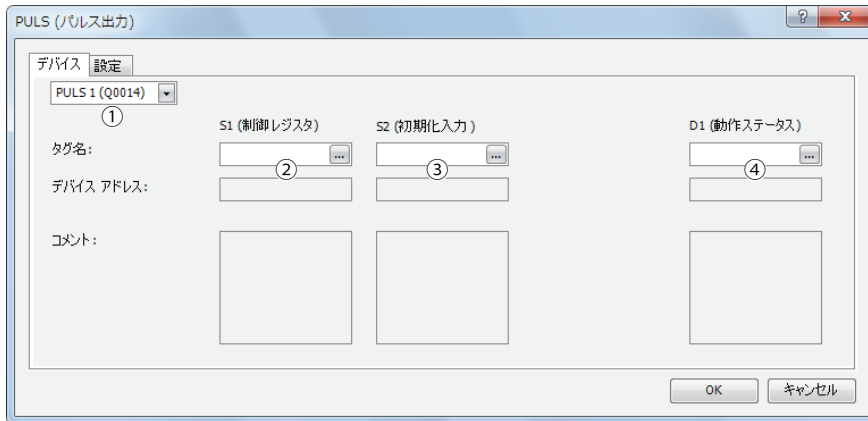 PULS (パルス出力)
デバイス 設定
PULS 1 (Q0014)
①
S1 (制御レジスタ) S2 (初期化入力 ) D1 (動作ステータス)
タグ名: ... ... ...
② ③ ④
デバイス アドレス:
コメント:
OK キャンセル